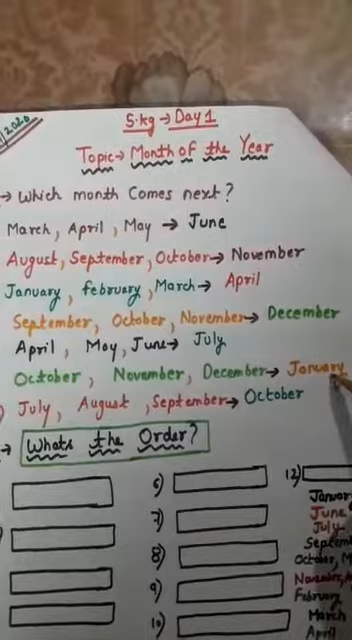 /2020
S.kg → Day 1
Topic → Month of the Year
→ Which month Comes next?
March, April, May → June
August, September, October → November
January, february, March → April
September, October, November → December
April, May, June → July
October, November, December → January
) July, August, September → October
→ Whats the Order?
6) 12)
7) Januar
June
8) July
Septem
9) October, M
November,
February
10) March
April